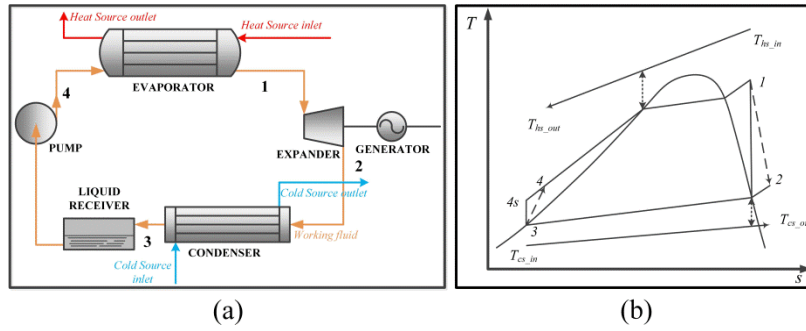 Heat Source outlet
Heat Source inlet
EVAPORATOR
4
1
PUMP
EXPANDER
GENERATOR
2
LIQUID
RECEIVER
Cold Source outlet
3
CONDENSER
Working fluid
Cold Source
inlet
(a)
T
T_hs_in
1
T_hs_out
2
4
4s
3
T_cs_ou
T_cs_in
s
(b)